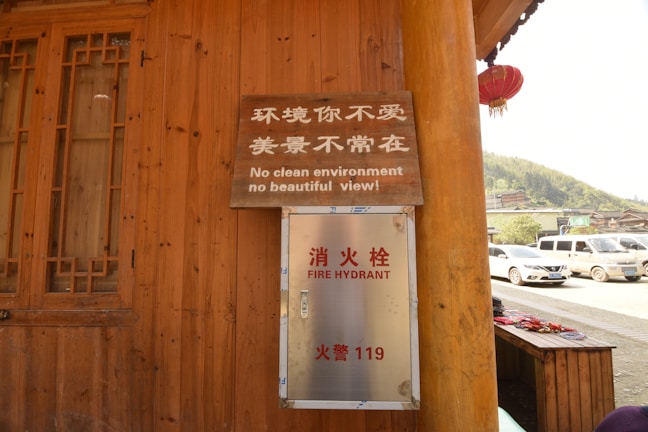 环境你不爱
美景不常在
No clean environment
no beautiful view!
消火栓
FIRE HYDRANT
火警 119